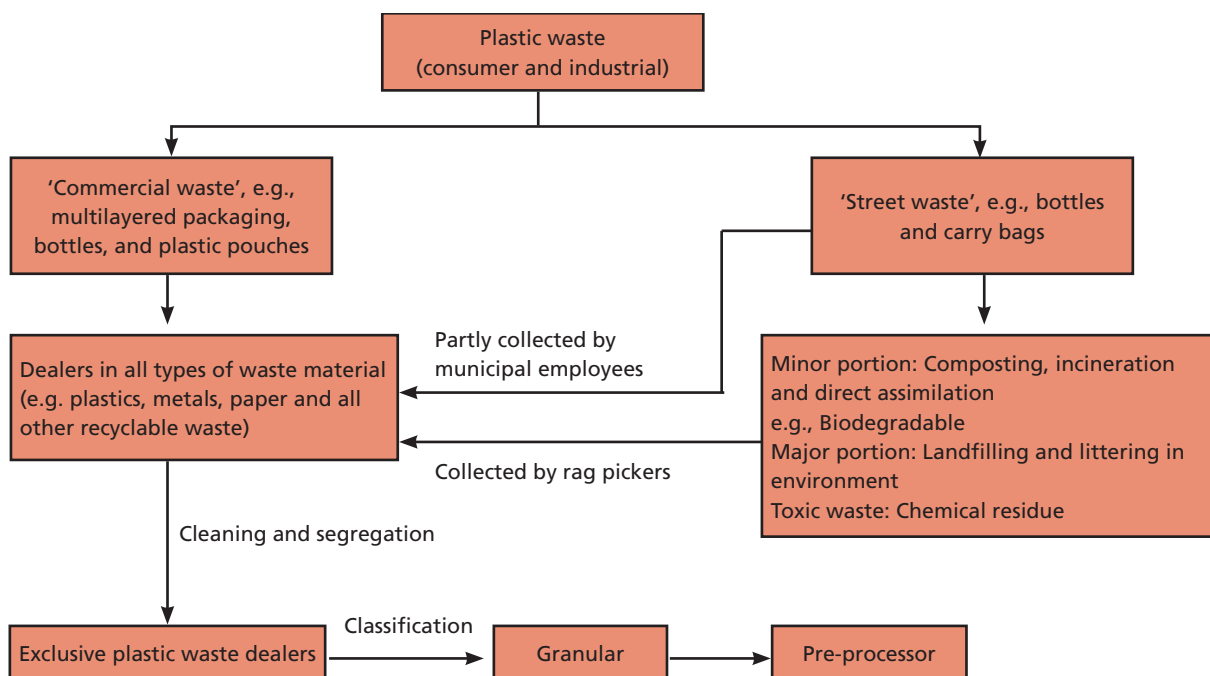 Plastic waste
(consumer and industrial)
‘Commercial waste’, e.g.,
multilayered packaging,
bottles, and plastic pouches
‘Street waste’, e.g., bottles
and carry bags
Partly collected by
municipal employees
Dealers in all types of waste material
(e.g. plastics, metals, paper and all
other recyclable waste)
Minor portion: Composting, incineration
and direct assimilation
e.g., Biodegradable
Major portion: Landfilling and littering in
environment
Toxic waste: Chemical residue
Collected by rag pickers
Cleaning and segregation
Exclusive plastic waste dealers
Classification
Granular
Pre-processor